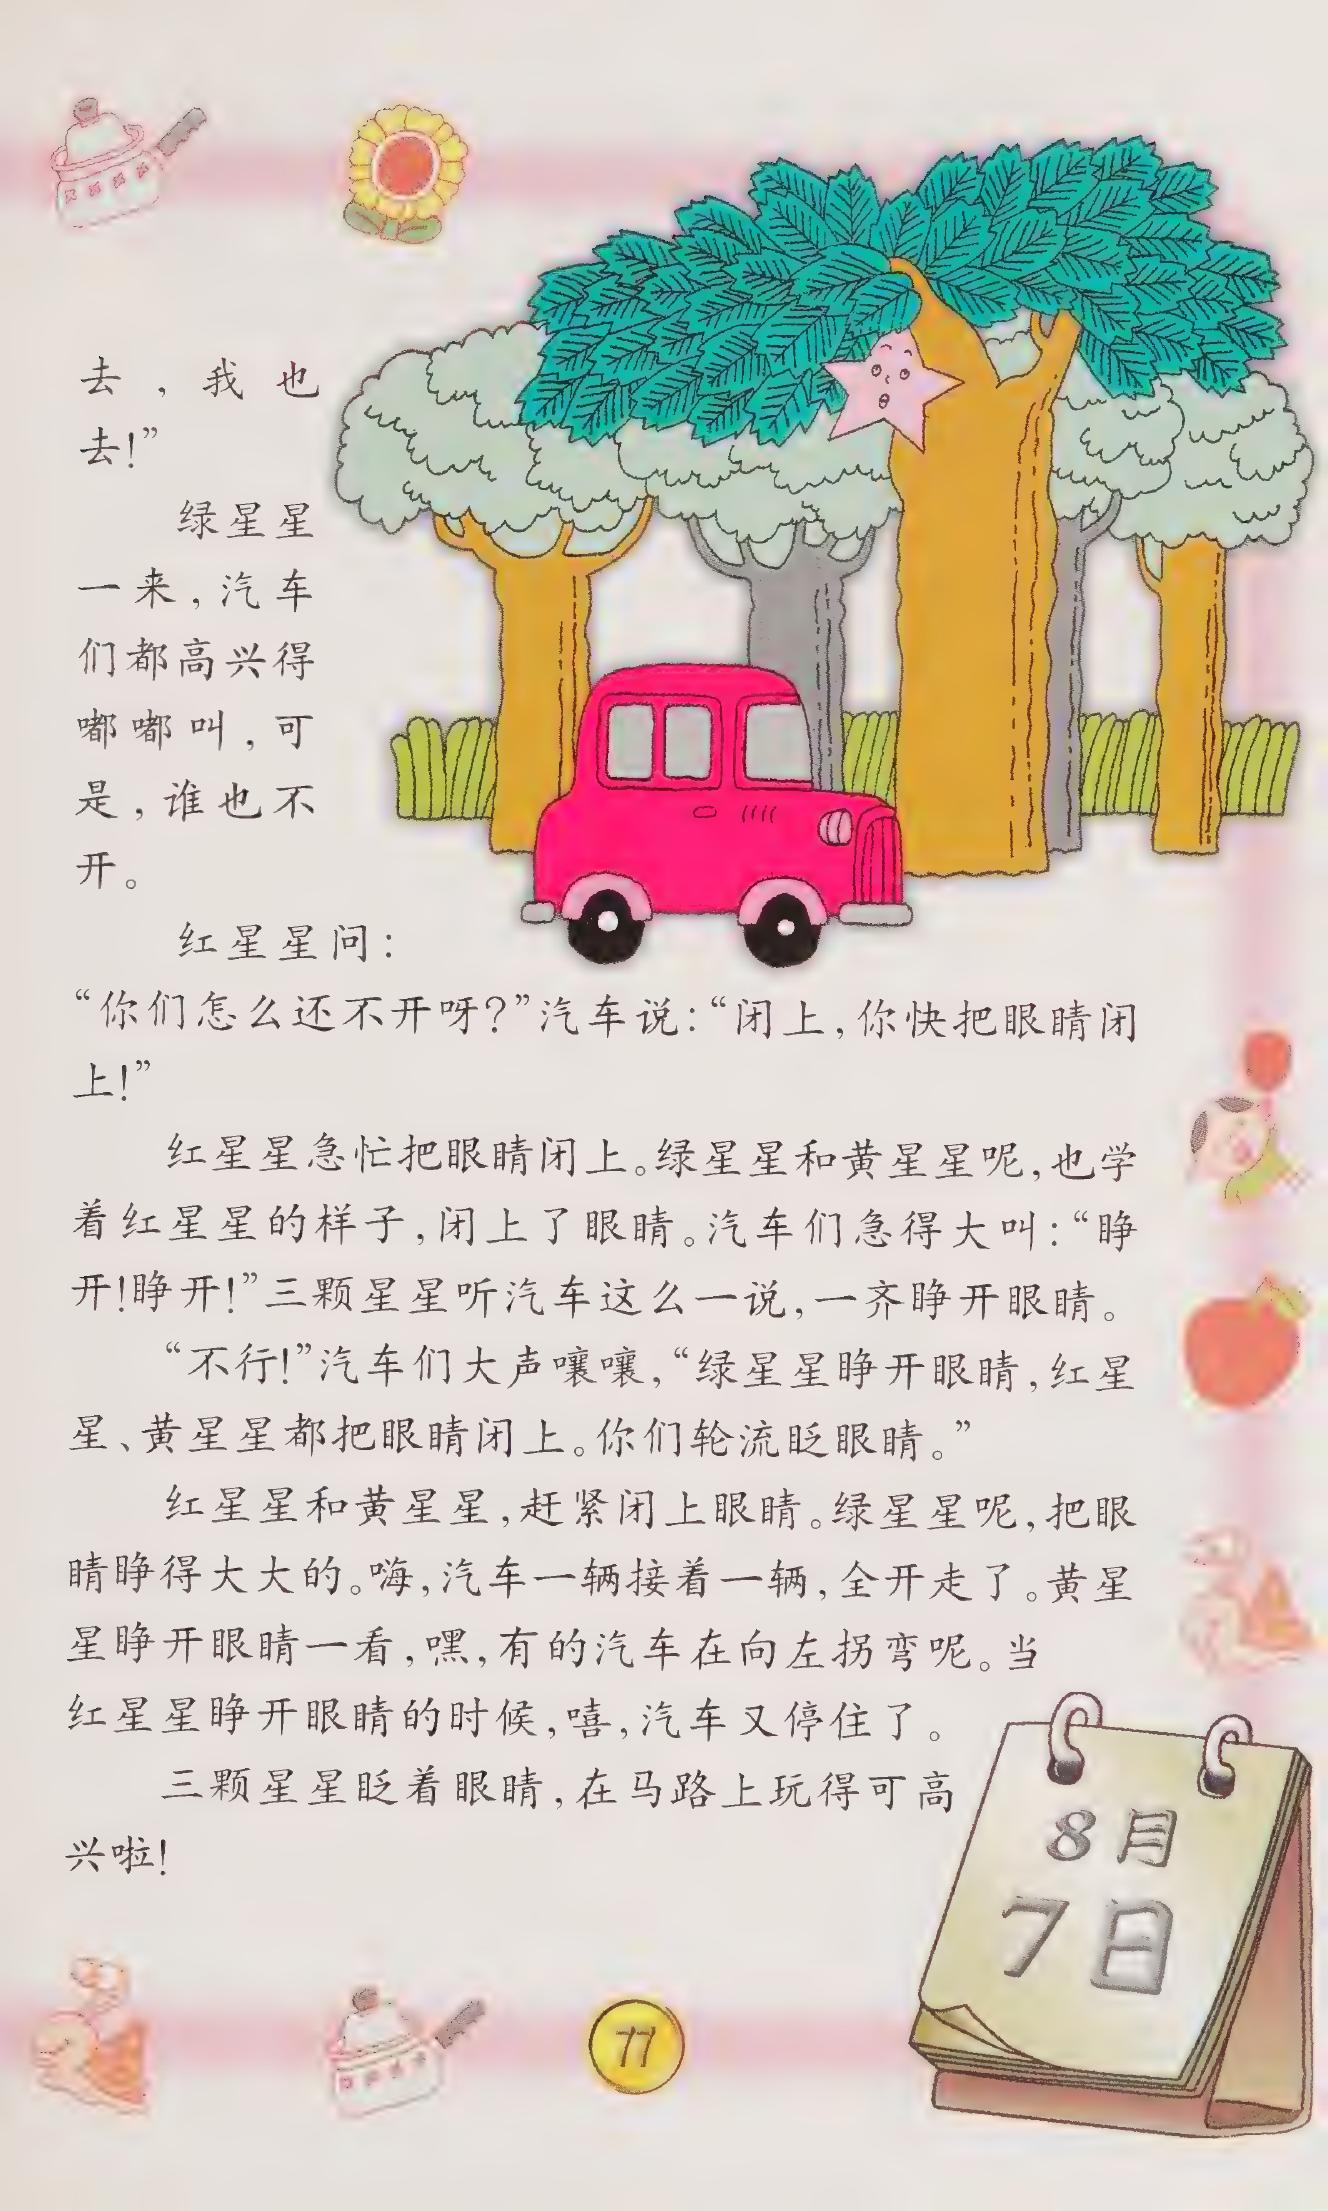 去，我也
去！”
绿星星
一来，汽车
们都高兴得
嘟嘟叫，可
是，谁也不
开。
红星星问：
“你们怎么还不开呀？”汽车说：“闭上，你快把眼睛闭
上！”
红星星急忙把眼睛闭上。绿星星和黄星星呢，也学
着红星星的样子，闭上了眼睛。汽车们急得大叫：“睁
开！睁开！”三颗星星听汽车这么一说，一齐睁开眼睛。
“不行！”汽车们大声嚷嚷，“绿星星睁开眼睛，红星
星、黄星星都把眼睛闭上。你们轮流眨眼睛。”
红星星和黄星星，赶紧闭上眼睛。绿星星呢，把眼
睛睁得大大的。嗨，汽车一辆接着一辆，全开走了。黄星
星睁开眼睛一看，嘿，有的汽车在向左拐弯呢。当
红星星睁开眼睛的时候，嘻，汽车又停住了。
三颗星星眨着眼睛，在马路上玩得可高
兴啦！
8月
7日
77